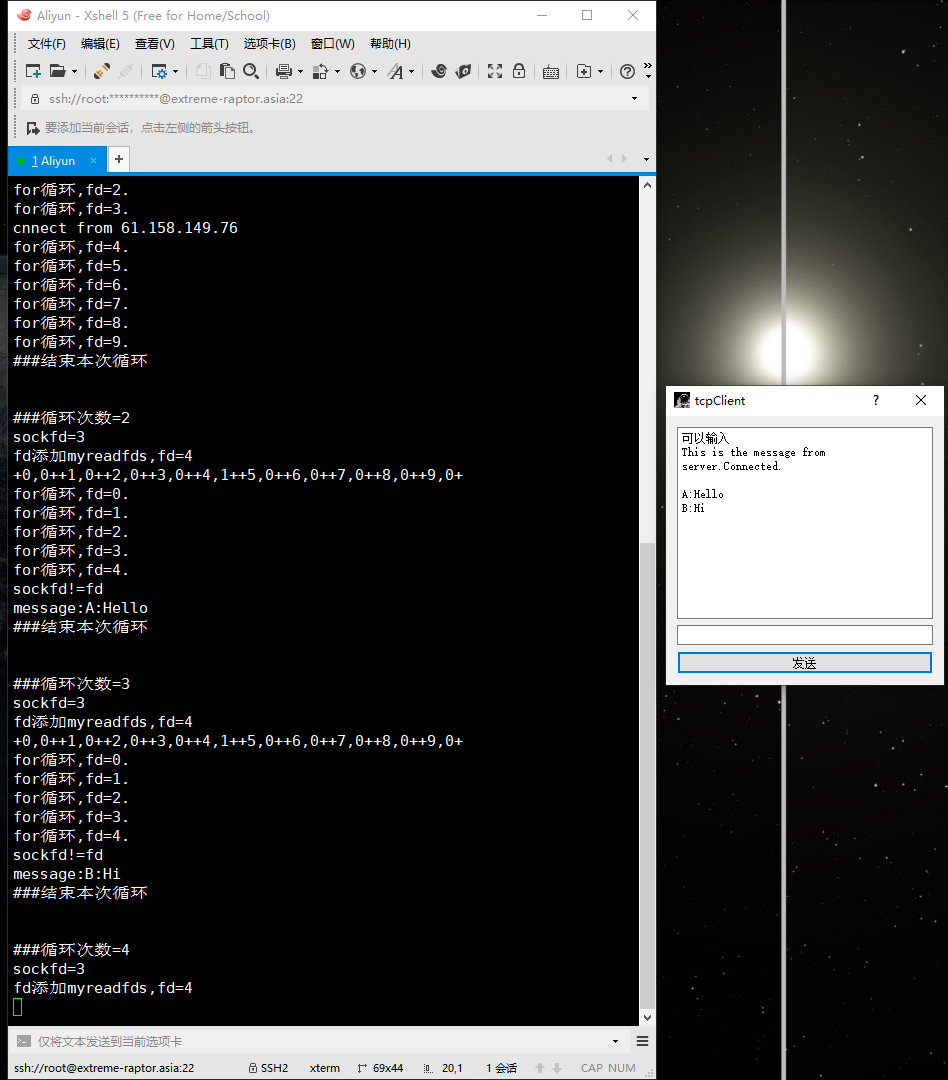 Aliyun - Xshell 5 (Free for Home/School)
文件(F) 编辑(E) 查看(V) 工具(T) 选项卡(B) 窗口(W) 帮助(H)
ssh://root:**********@extreme-raptor.asia:22
要添加当前会话，点击左侧的箭头按钮。
1 Aliyun × +
for循环,fd=2.
for循环,fd=3.
cnnect from 61.158.149.76
for循环,fd=4.
for循环,fd=5.
for循环,fd=6.
for循环,fd=7.
for循环,fd=8.
for循环,fd=9.
###结束本次循环
###循环次数=2
sockfd=3
fd添加myreadfds,fd=4
+0,0++1,0++2,0++3,0++4,1++5,0++6,0++7,0++8,0++9,0+
for循环,fd=0.
for循环,fd=1.
for循环,fd=2.
for循环,fd=3.
for循环,fd=4.
sockfd!=fd
message:A:Hello
###结束本次循环
###循环次数=3
sockfd=3
fd添加myreadfds,fd=4
+0,0++1,0++2,0++3,0++4,1++5,0++6,0++7,0++8,0++9,0+
for循环,fd=0.
for循环,fd=1.
for循环,fd=2.
for循环,fd=3.
for循环,fd=4.
sockfd!=fd
message:B:Hi
###结束本次循环
###循环次数=4
sockfd=3
fd添加myreadfds,fd=4
仅将文本发送到当前选项卡
ssh://root@extreme-raptor.asia:22 SSH2 xterm 69x44 20,1 1 会话 CAP NUM
tcpClient ?
可以输入
This is the message from
server.Connected.
A:Hello
B:Hi
发送